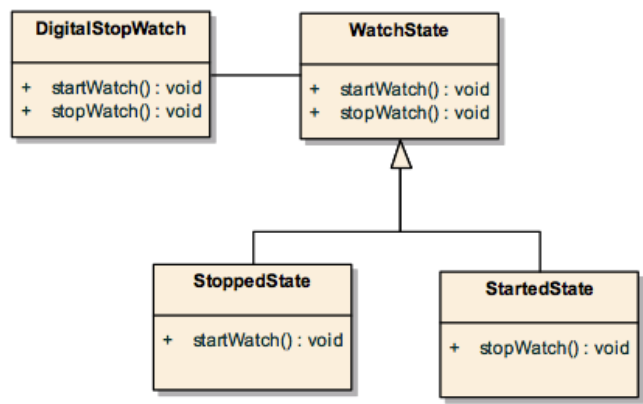 DigitalStopWatch
+ startWatch() : void
+ stopWatch() : void
WatchState
+ startWatch() : void
+ stopWatch() : void
StoppedState
+ startWatch() : void
StartedState
+ stopWatch() : void